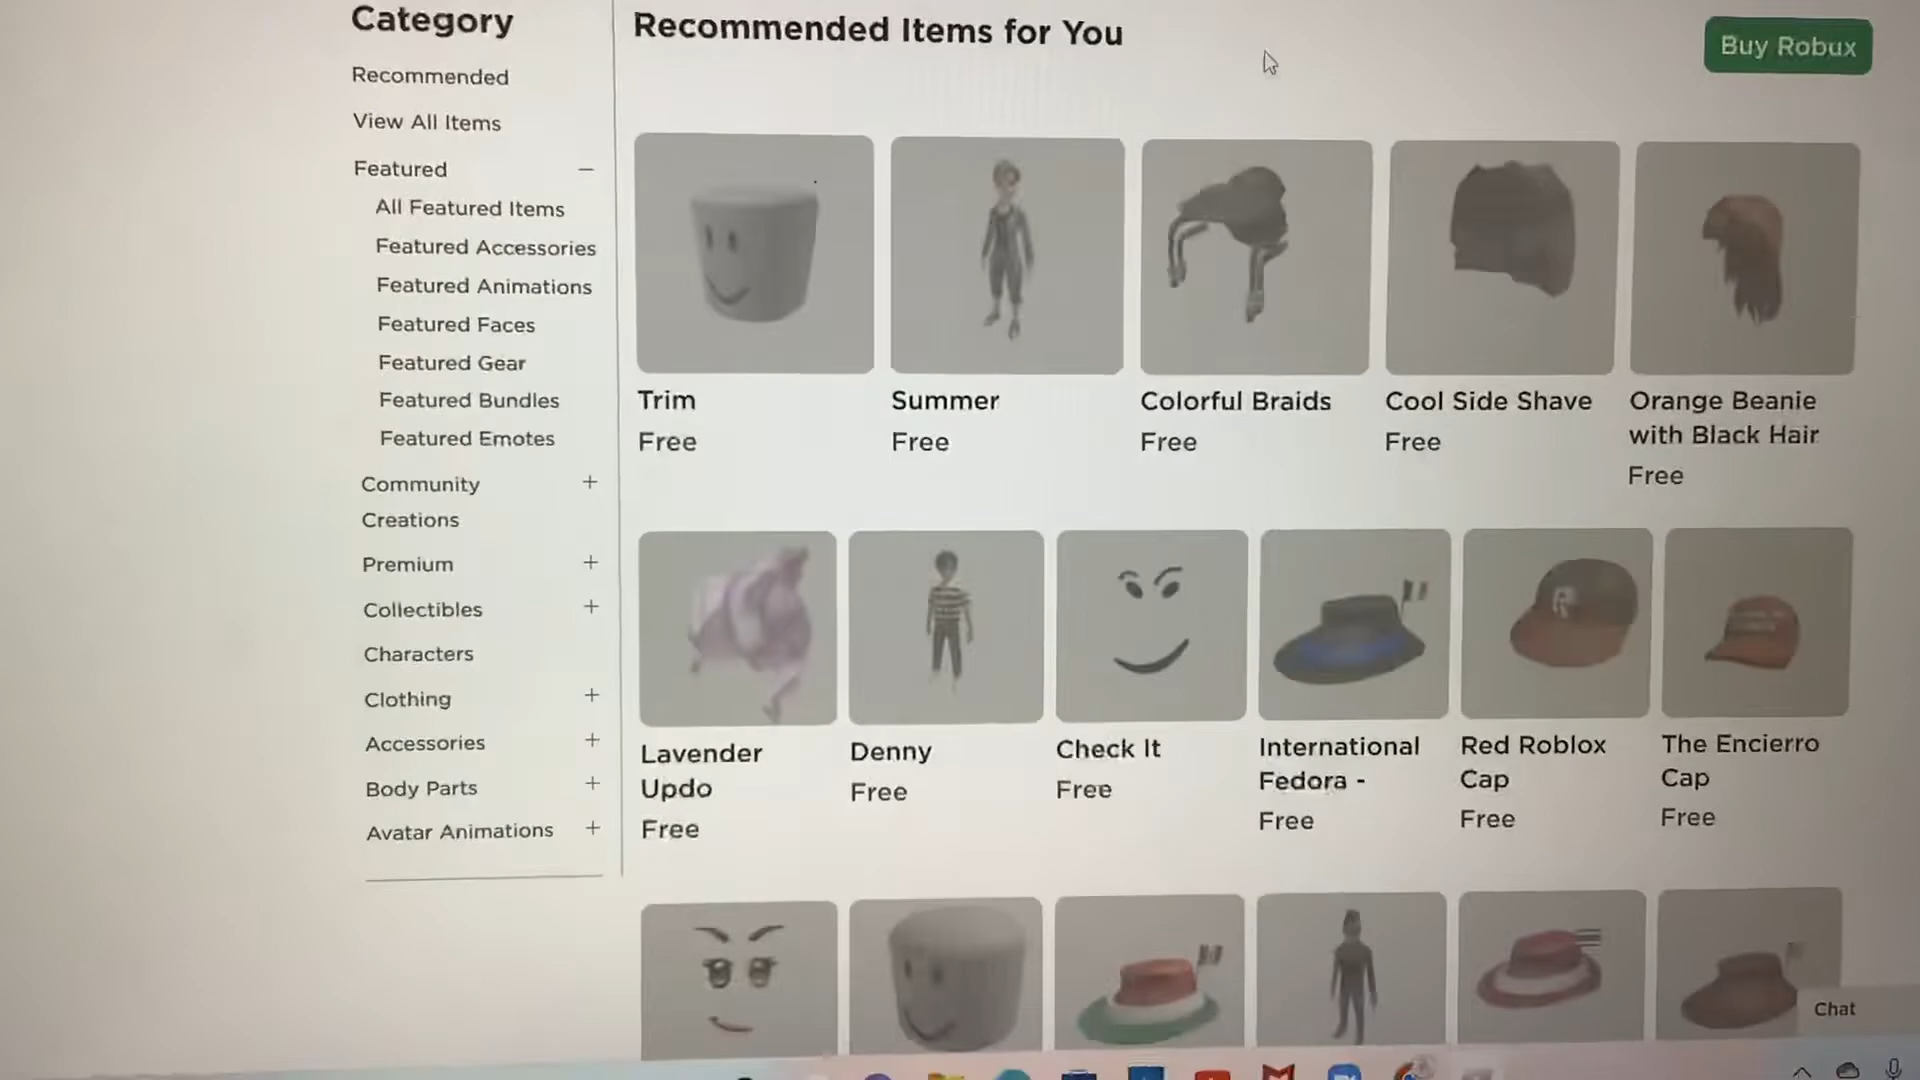 Category
Recommended
View All Items
Featured
All Featured Items
Featured Accessories
Featured Animations
Featured Faces
Featured Gear
Featured Bundles
Featured Emotes
Community
Creations
Premium
Collectibles
Characters
Clothing
Accessories
Body Parts
Avatar Animations
Recommended Items for You
Buy Robux
Trim
Free
Summer
Free
Colorful Braids
Free
Cool Side Shave
Free
Orange Beanie
with Black Hair
Free
Lavender
Updo
Free
Denny
Free
Check It
Free
International
Fedora -
Free
Red Roblox
Cap
Free
The Encierro
Cap
Free
Chat